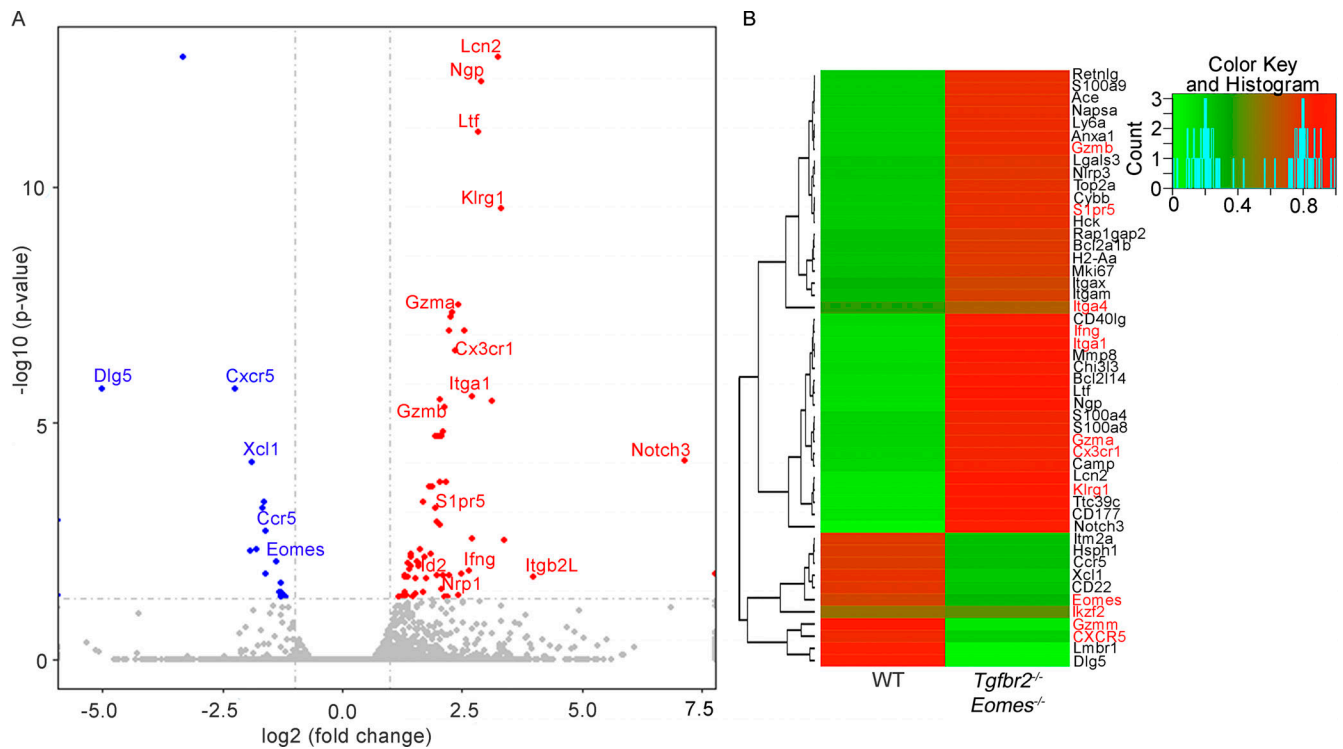 A
B
-log10 (p-value)
10
5
0
-5.0
-2.5
0.0
2.5
5.0
7.5
log2 (fold change)
Lcn2
Ngp
Ltf
Klrg1
Gzma
Cx3cr1
Itga1
Gzmb
Notch3
S1pr5
Id2
Ifng
Nrp1
Itgb2L
Dlg5
Cxcr5
Xcl1
Ccr5
Eomes
Retnlg
S100a9
Ace
Napsa
Ly6a
Anxa1
Gzmb
Lgals3
Nlrp3
Top2a
Cybb
S1pr5
Hck
Rap1gap2
Bcl2a1b
H2-Aa
Mki67
Itgax
Itgam
Itga4
CD40lg
Ifng
Itga1
Mmp8
Chi3l3
Bcl2l14
Ltf
Ngp
S100a4
S100a8
Gzma
Cx3cr1
Camp
Lcn2
Klrg1
Ttc39c
CD177
Notch3
Itm2a
Hsph1
Ccr5
Xcl1
CD22
Eomes
Ikzf2
Gzmm
CXCR5
Lmbr1
Dlg5
WT
Tgfbr2-/-
Eomes-/-
Color Key
and Histogram
Count
3
2
1
0
0
0.4
0.8